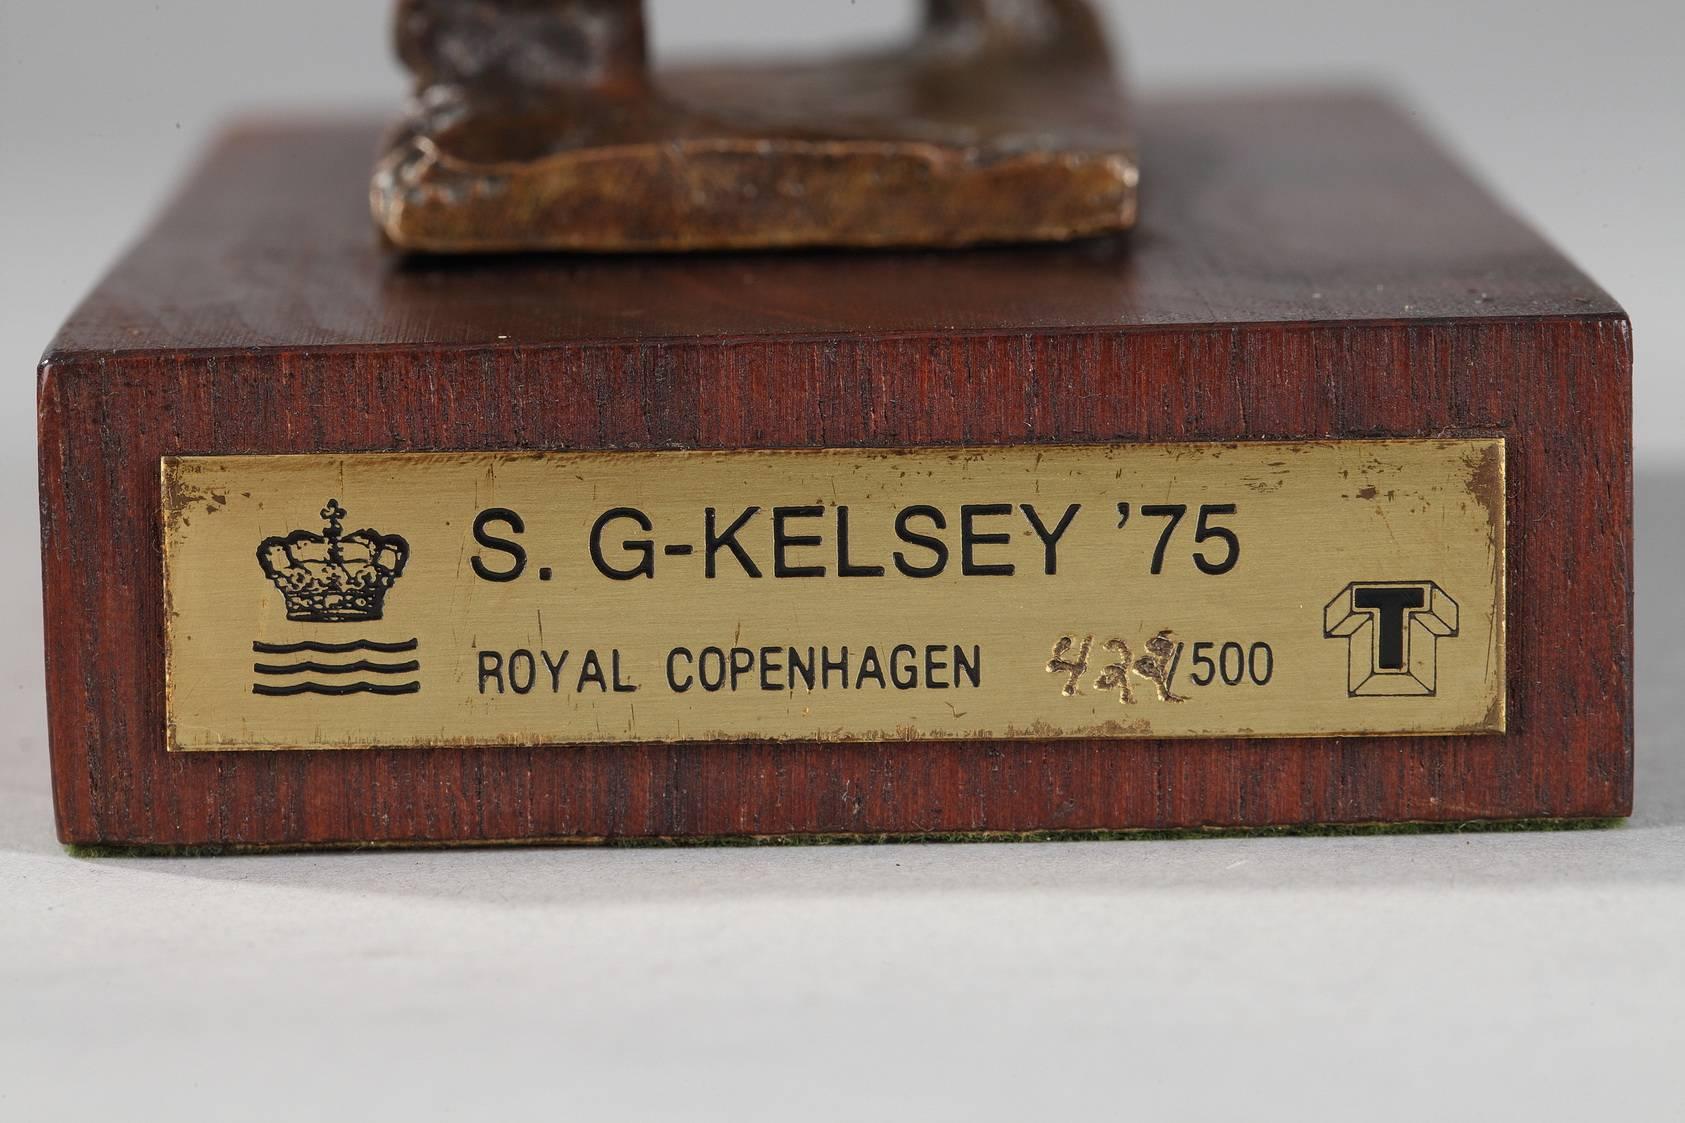 S. G-KELSEY '75
ROYAL COPENHAGEN /500
T